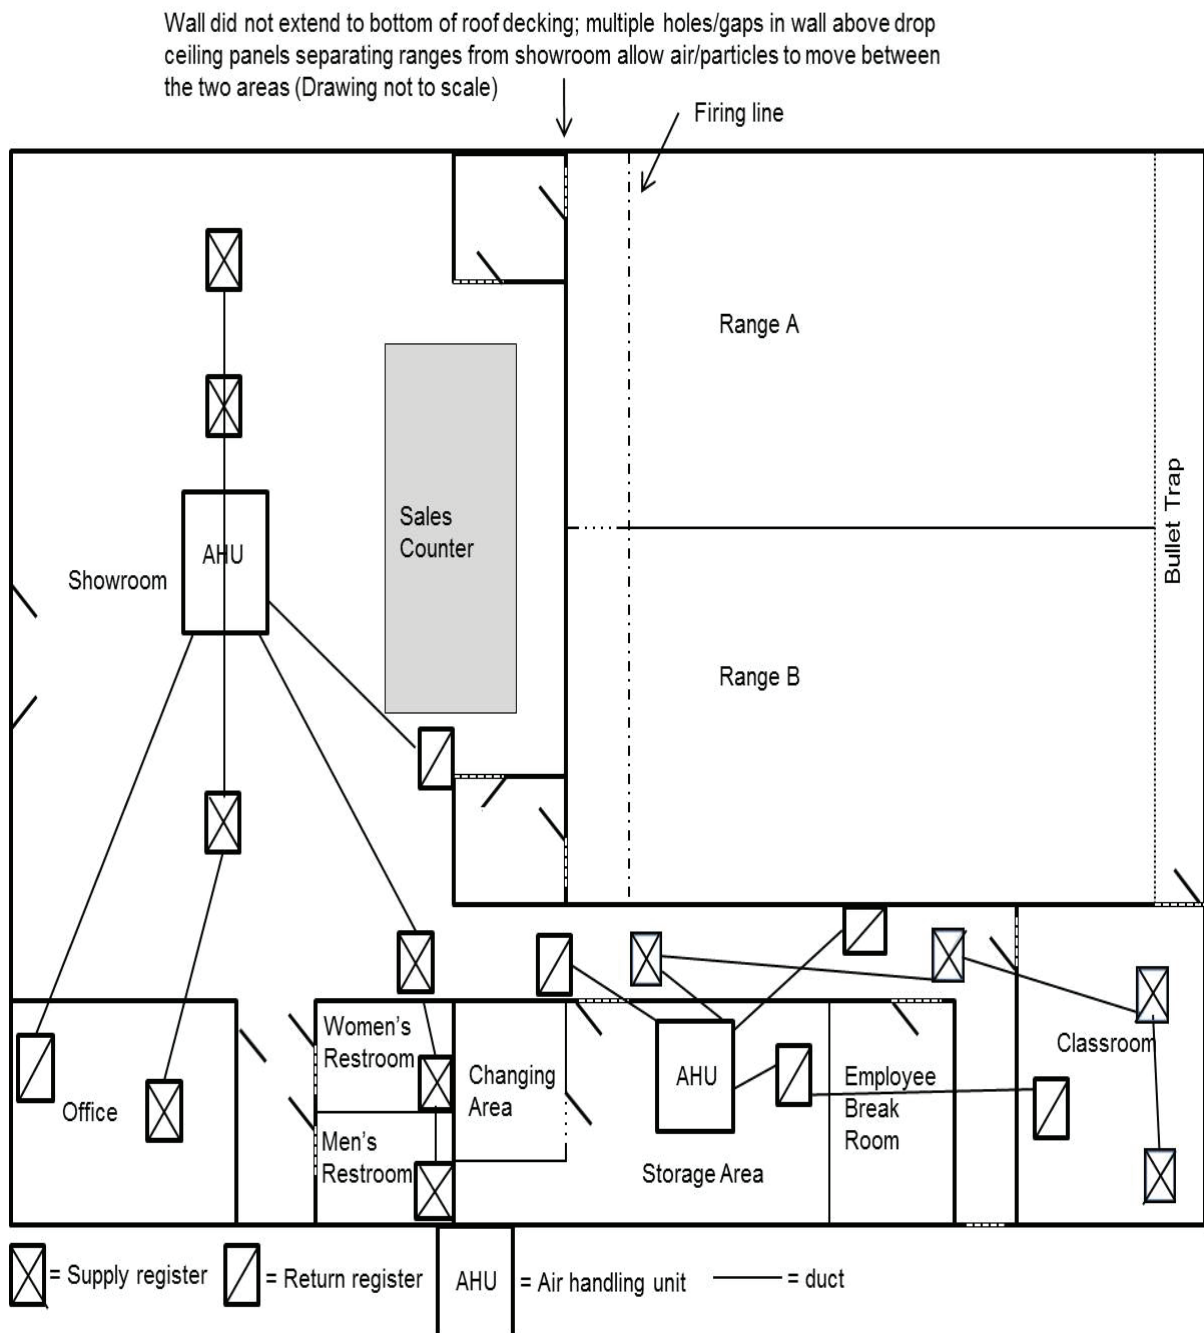 Wall did not extend to bottom of roof decking; multiple holes/gaps in wall above drop
ceiling panels separating ranges from showroom allow air/particles to move between
the two areas (Drawing not to scale)
Firing line
Range A
Sales
Counter
AHU
Showroom
Bullet Trap
Range B
Women's
Restroom
Changing
Area
AHU
Employee
Break
Room
Classroom
Office
Men's
Restroom
Storage Area
= Supply register
= Return register
AHU
= Air handling unit
= duct